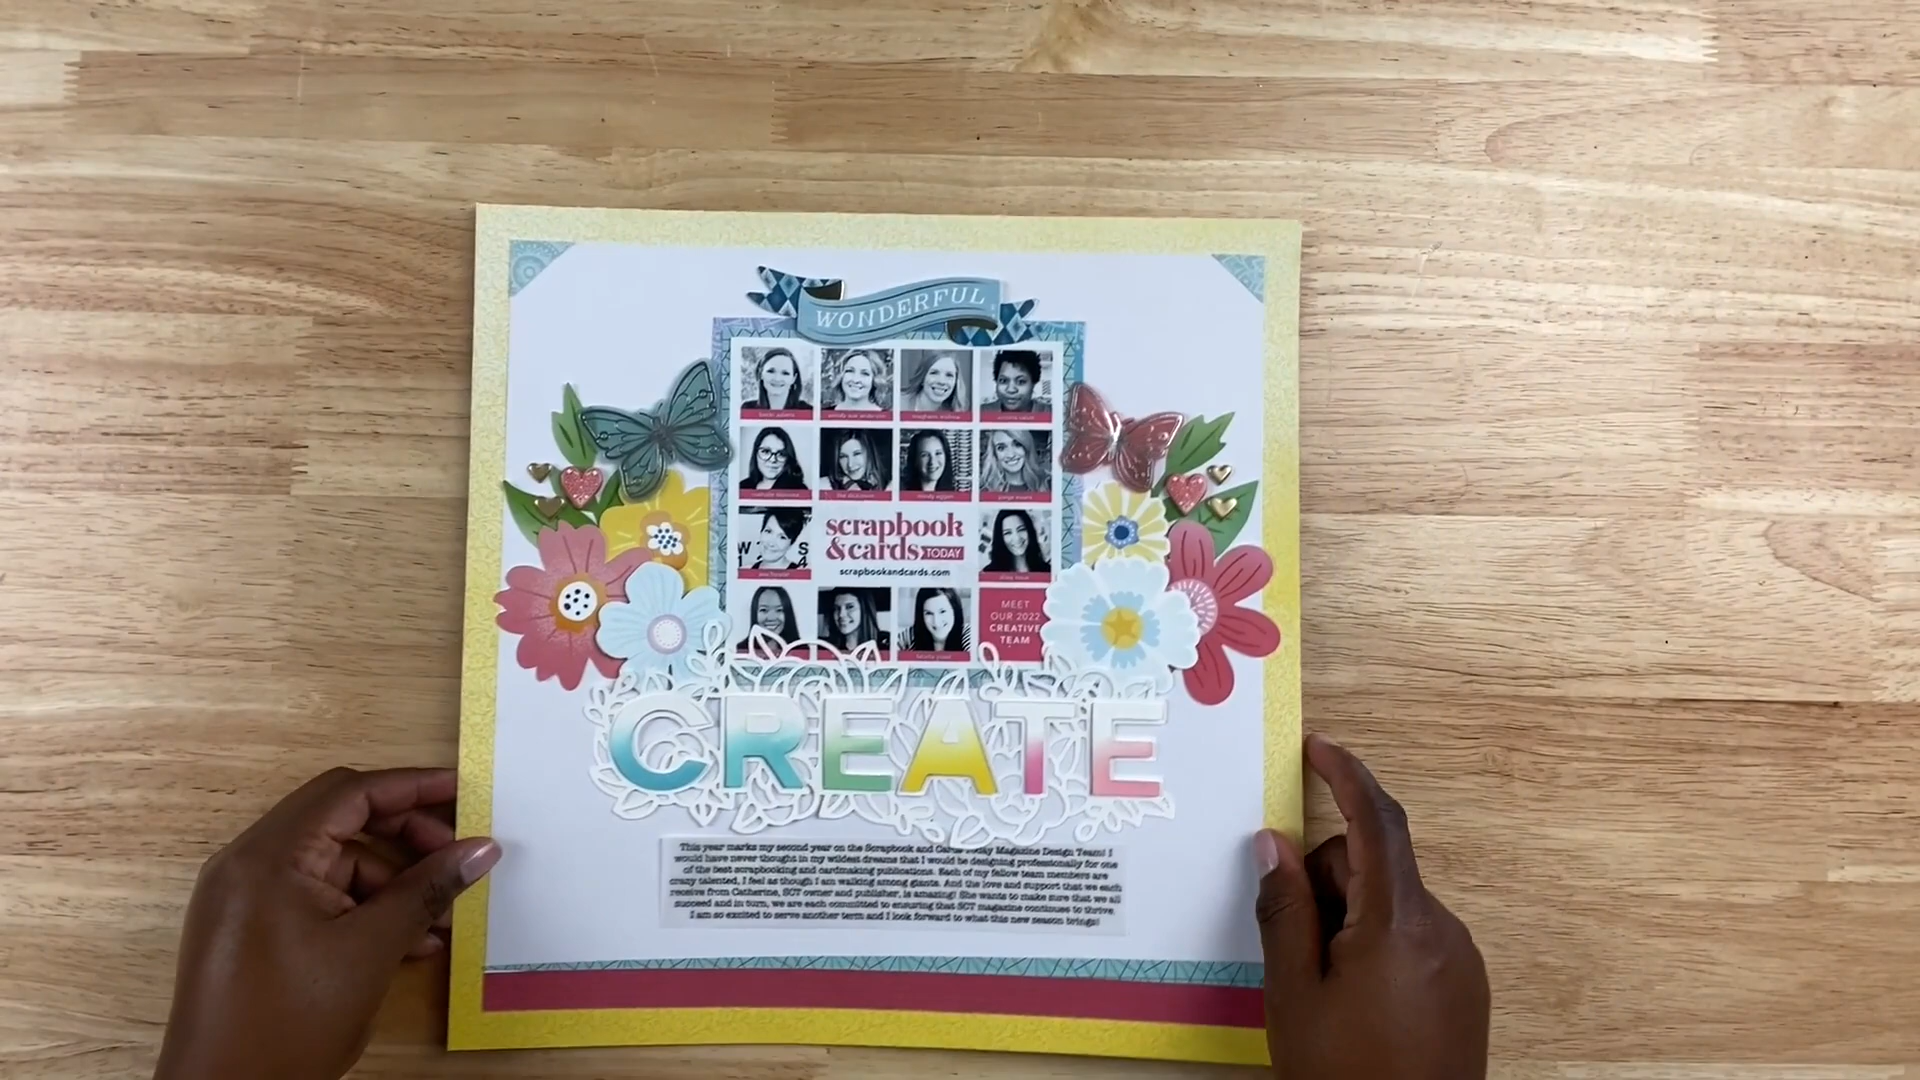 WONDERFUL
scrapbook
& cards TODAY
scrapbookandcards.com
MEET
OUR 2022
CREATIVE
TEAM
CREATE
This year marks my second year on the Scrapbook and Cards Today Magazine Design Team! I
would have never thought in my wildest dreams that I would be designing professionally for one
of the best scrapbooking and cardmaking publications. Each of my fellow team members are
crazy talented, I feel as though I am walking among giants. And the love and support that we each
receive from Catherine, SCT owner and publisher, is amazing! She wants to make sure that we all
succeed and in turn, we are each committed to ensuring that SCT magazine continues to thrive.
I am so excited to serve another term and I look forward to what this new season brings!